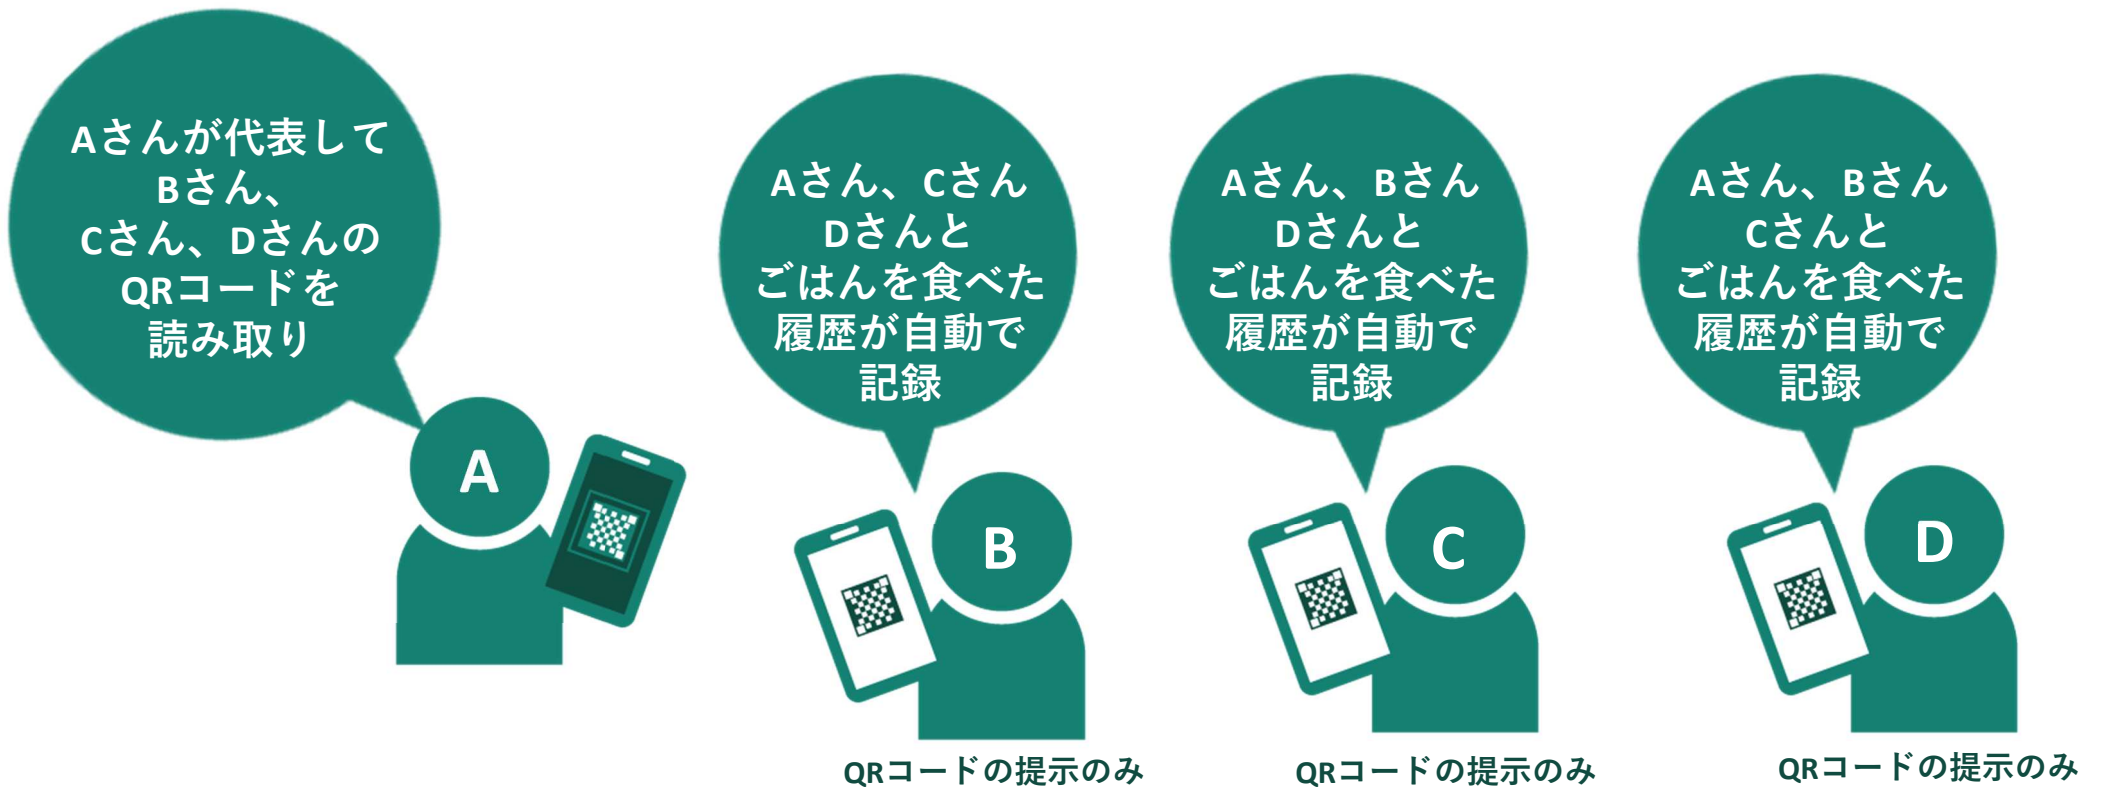 Aさんが代表して
Bさん、
Cさん、Dさんの
QRコードを
読み取り
A
Aさん、Cさん
Dさんと
ごはんを食べた
履歴が自動で
記録
B
QRコードの提示のみ
Aさん、Bさん
Dさんと
ごはんを食べた
履歴が自動で
記録
C
QRコードの提示のみ
Aさん、Bさん
Cさんと
ごはんを食べた
履歴が自動で
記録
D
QRコードの提示のみ